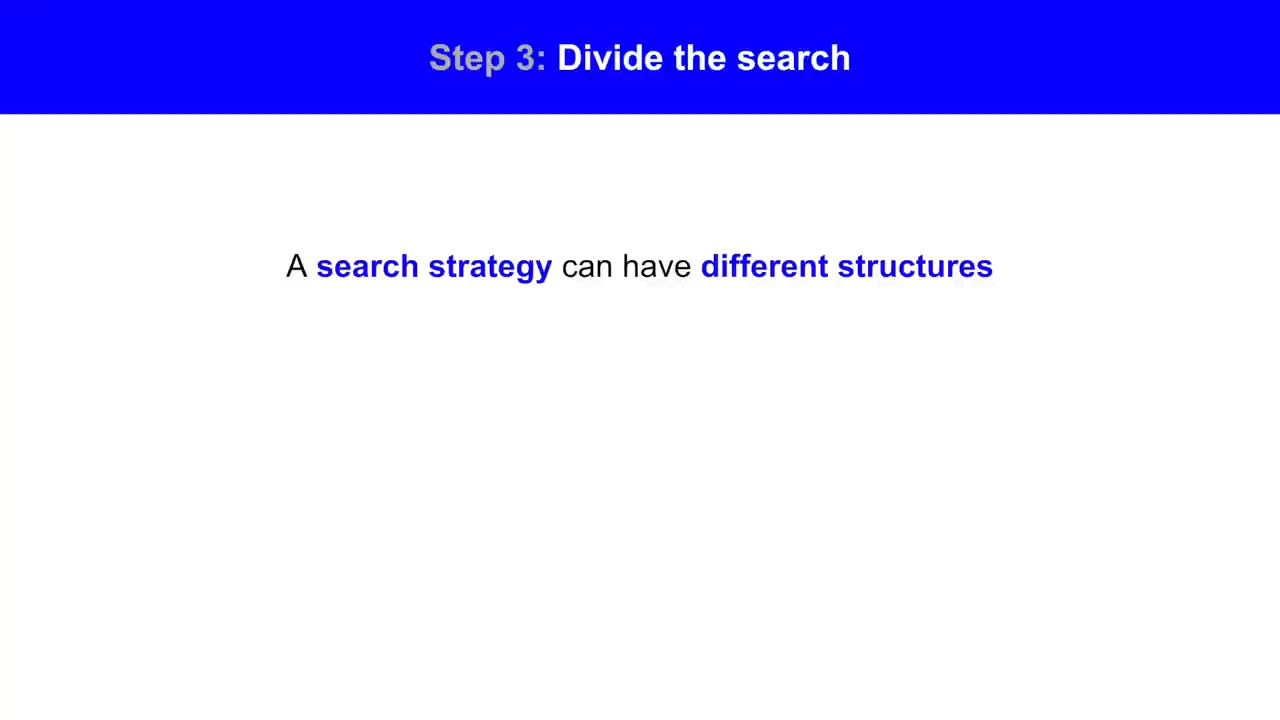 Step 3: Divide the search
A search strategy can have different structures